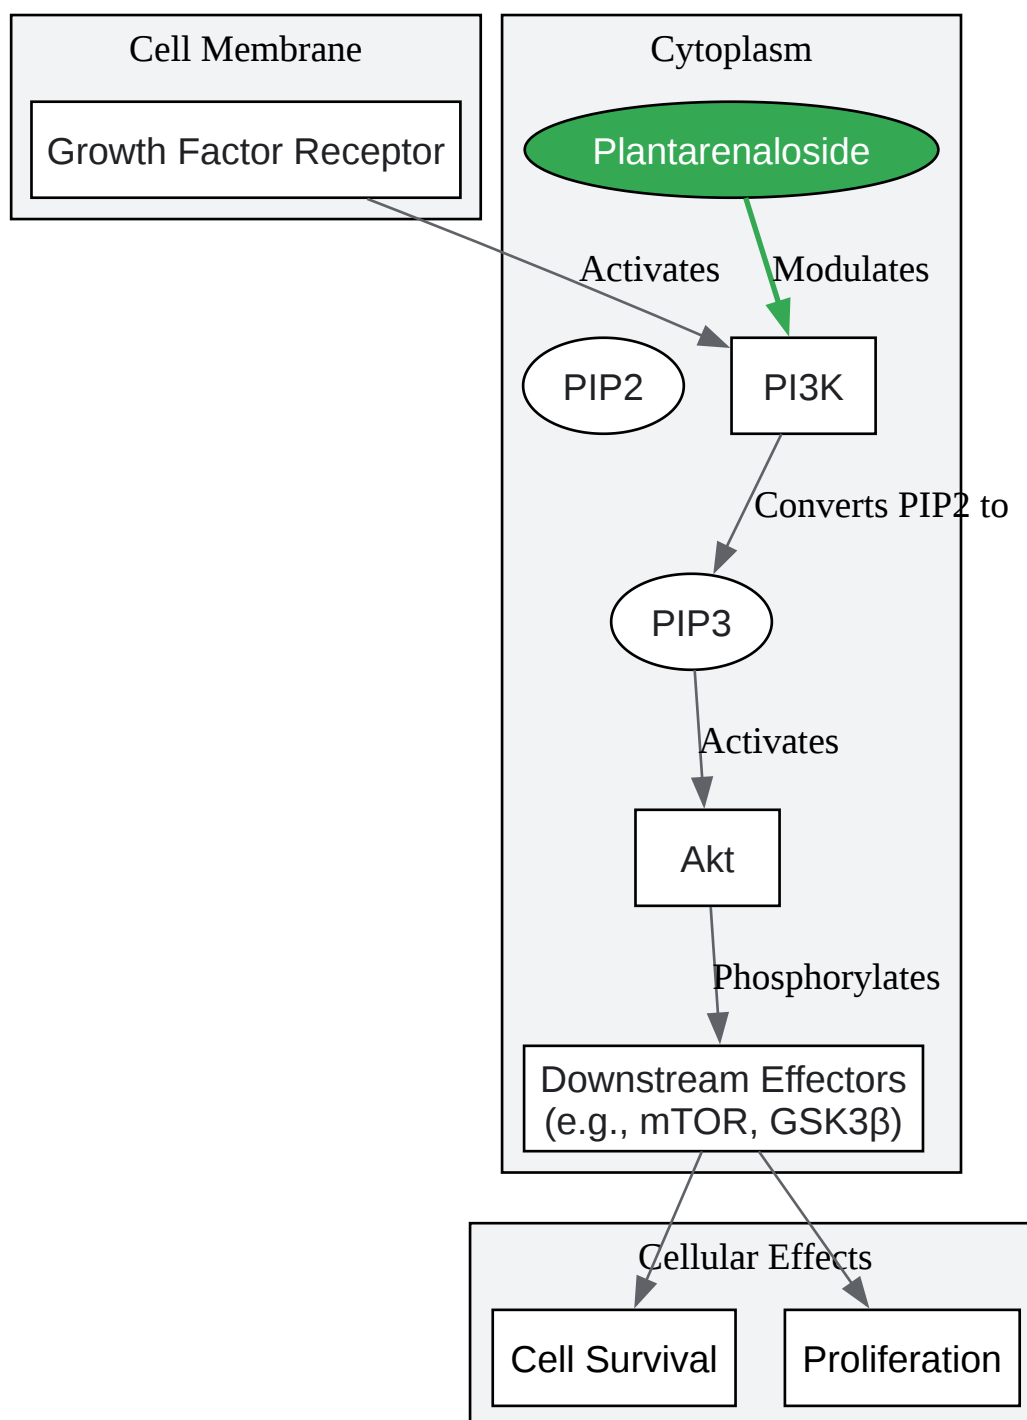 Cell Membrane
Cytoplasm
Growth Factor Receptor
Plantarenaloside
Activates
Modulates
PIP2
PI3K
Converts PIP2 to
PIP3
Activates
Akt
Phosphorylates
Downstream Effectors
(e.g., mTOR, GSK3β)
Cellular Effects
Cell Survival
Proliferation